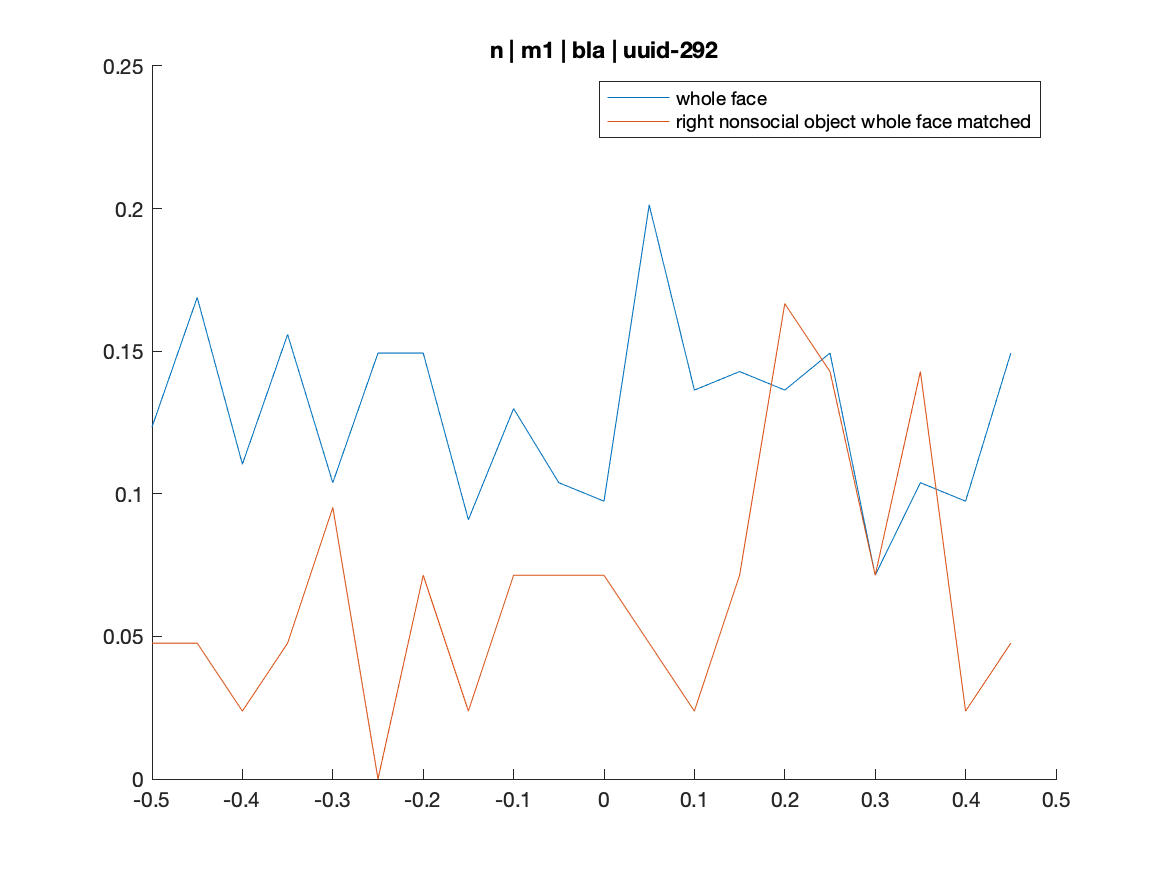 n | m1 | bla | uuid-292
0.25
whole face
right nonsocial object whole face matched
0.2
0.15
0.1
0.05
0
-0.5 -0.4 -0.3 -0.2 -0.1 0 0.1 0.2 0.3 0.4 0.5